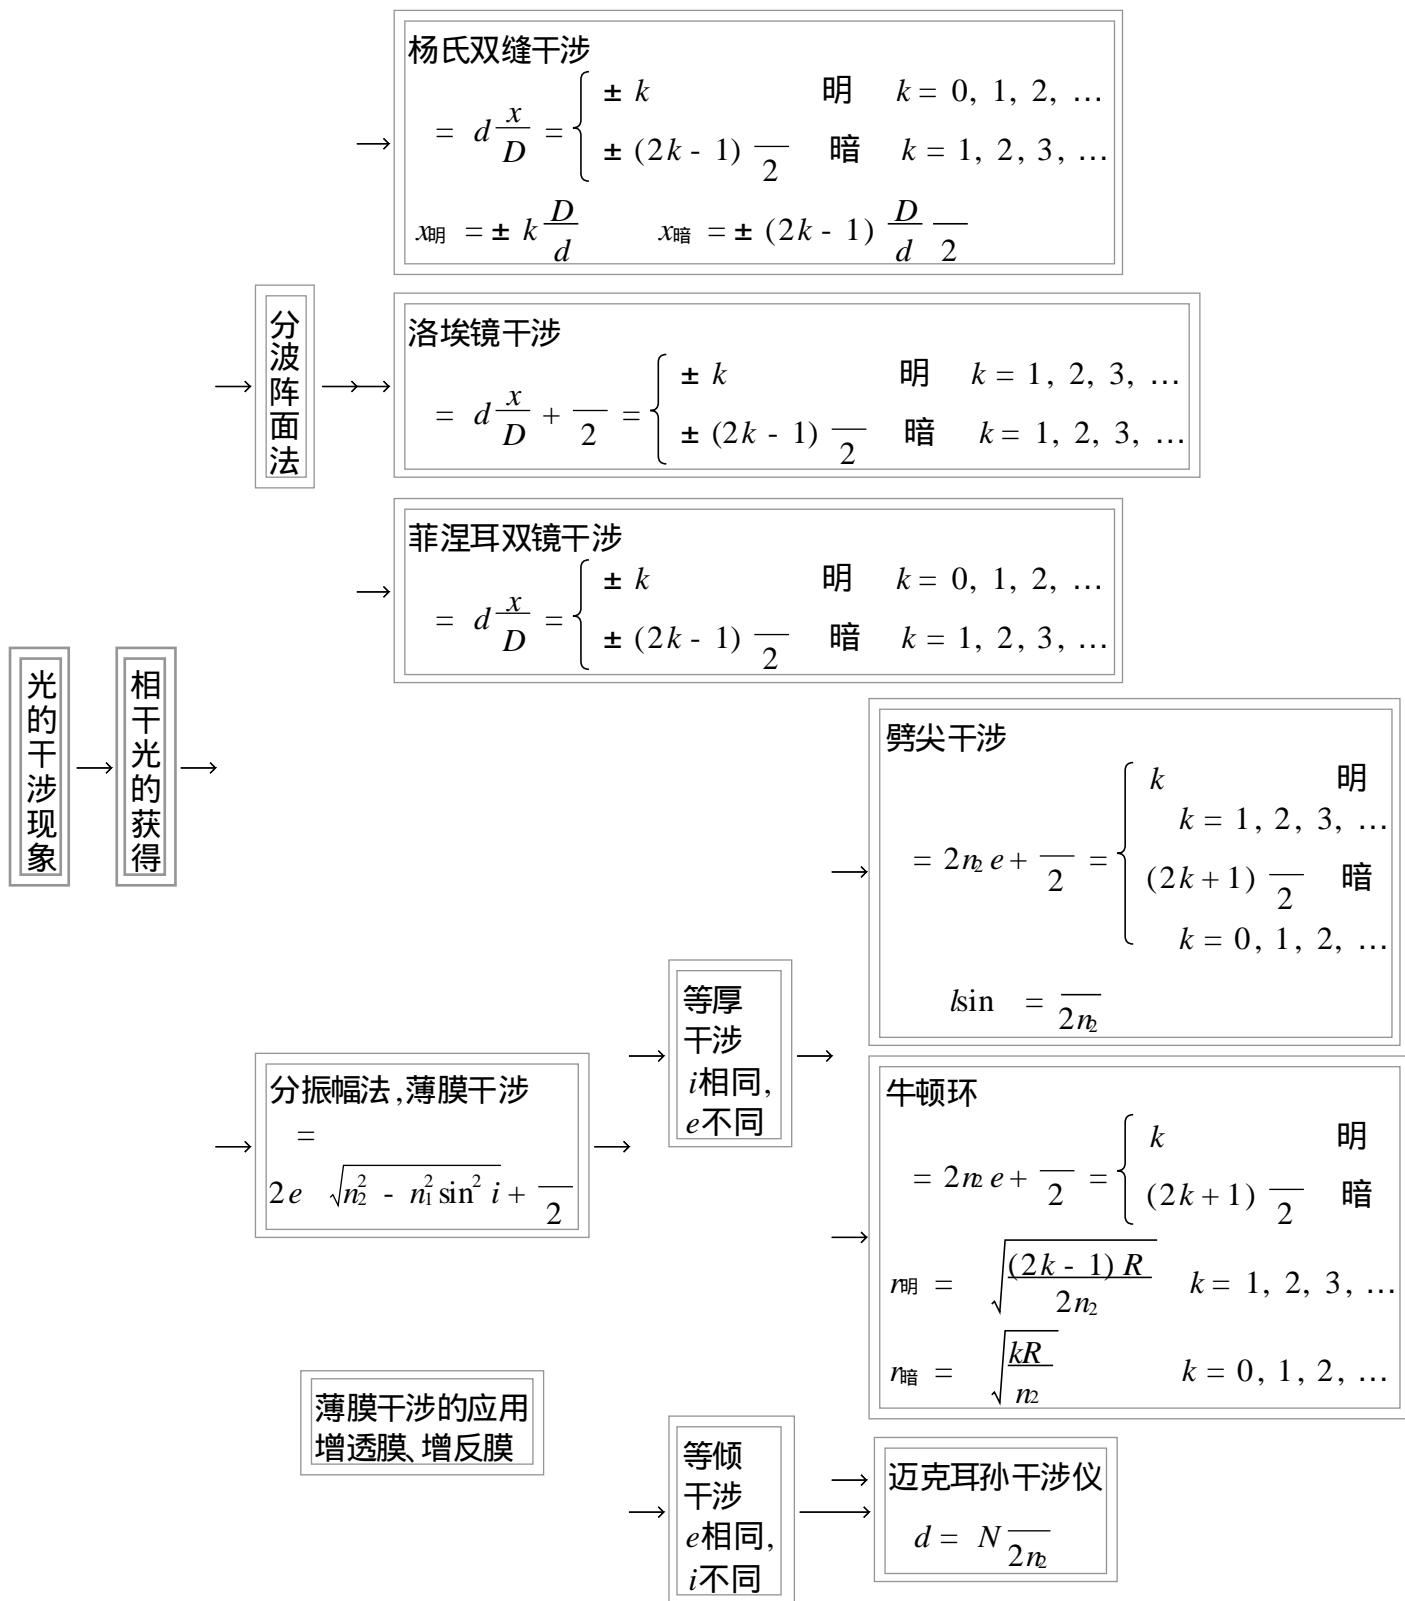 杨氏双缝干涉
= d x/D = { ± k 明 k = 0, 1, 2, …
± (2k - 1) —/2 暗 k = 1, 2, 3, …
x明 = ± k D/d x暗 = ± (2k - 1) D/d —/2
分波阵面法
洛埃镜干涉
= d x/D + —/2 = { ± k 明 k = 1, 2, 3, …
± (2k - 1) —/2 暗 k = 1, 2, 3, …
菲涅耳双镜干涉
= d x/D = { ± k 明 k = 0, 1, 2, …
± (2k - 1) —/2 暗 k = 1, 2, 3, …
光的干涉现象
相干光的获得
分振幅法,薄膜干涉
=
2e √(n₂² - n₁² sin² i) + —/2
等厚
干涉
i相同,
e不同
劈尖干涉
k 明
k = 1, 2, 3, …
= 2n₂ e + —/2 = {
(2k + 1) —/2 暗
k = 0, 1, 2, …
lsin = —/2n₂
牛顿环
= 2n₂ e + —/2 = { k 明
(2k + 1) —/2 暗
r明 = √((2k - 1) R/2n₂) k = 1, 2, 3, …
r暗 = √(kR/n₂) k = 0, 1, 2, …
薄膜干涉的应用
增透膜、增反膜
等倾
干涉
e相同,
i不同
迈克耳孙干涉仪
d = N —/2n₂